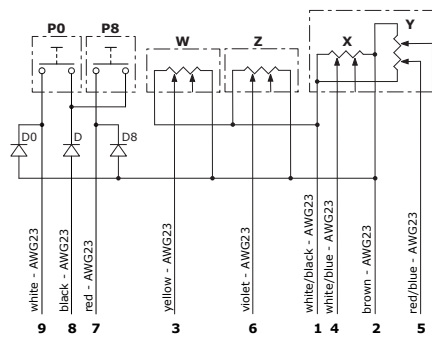 P0 P8
W Z
X Y
D0 D D8
white - AWG23
black - AWG23
red - AWG23
yellow - AWG23
violet - AWG23
white/black - AWG23
white/blue - AWG23
brown - AWG23
red/blue - AWG23
9 8 7 3 6 1 4 2 5